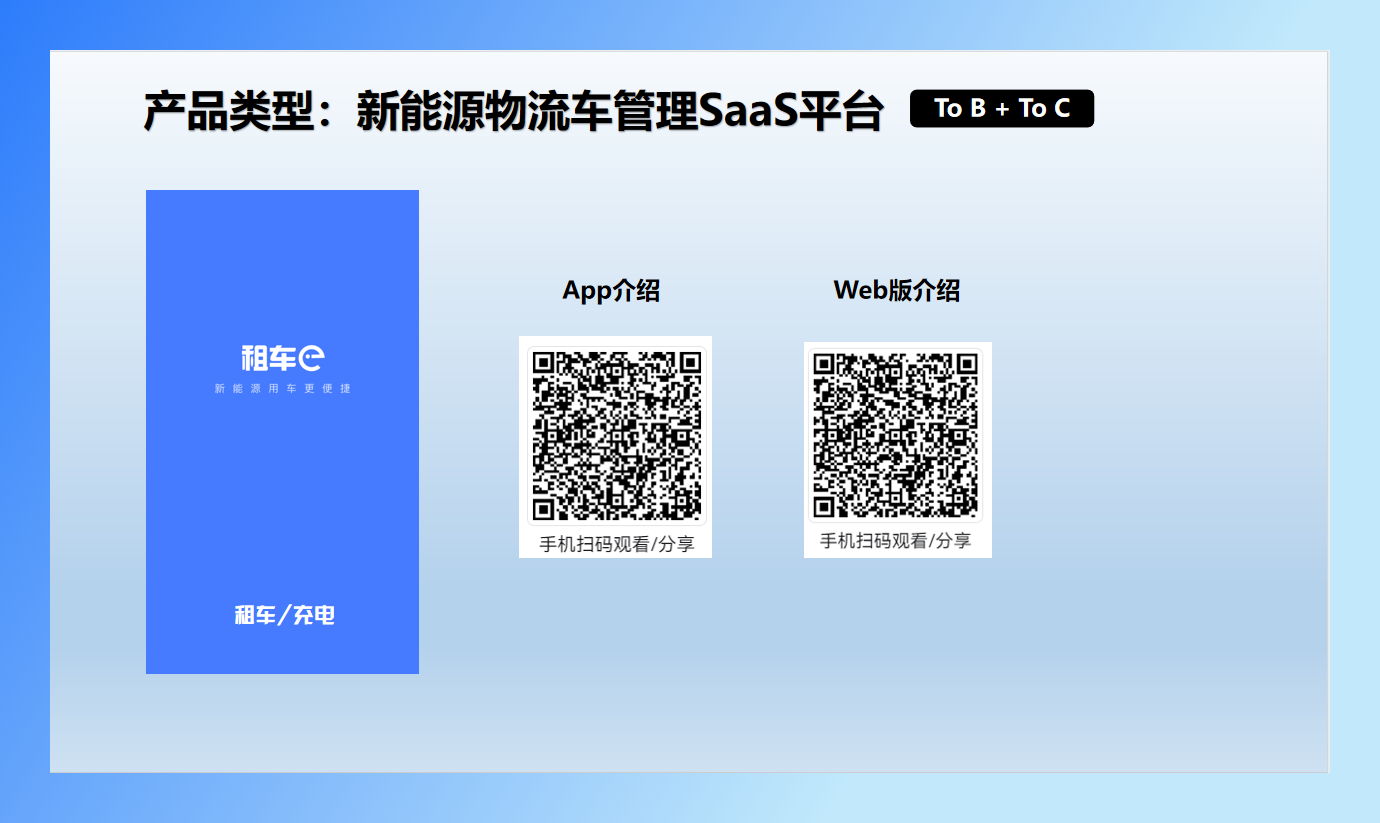 产品类型：新能源物流车管理SaaS平台
To B + To C
租车e
新能源用车更便捷
租车/充电
App介绍
手机扫码观看/分享
Web版介绍
手机扫码观看/分享